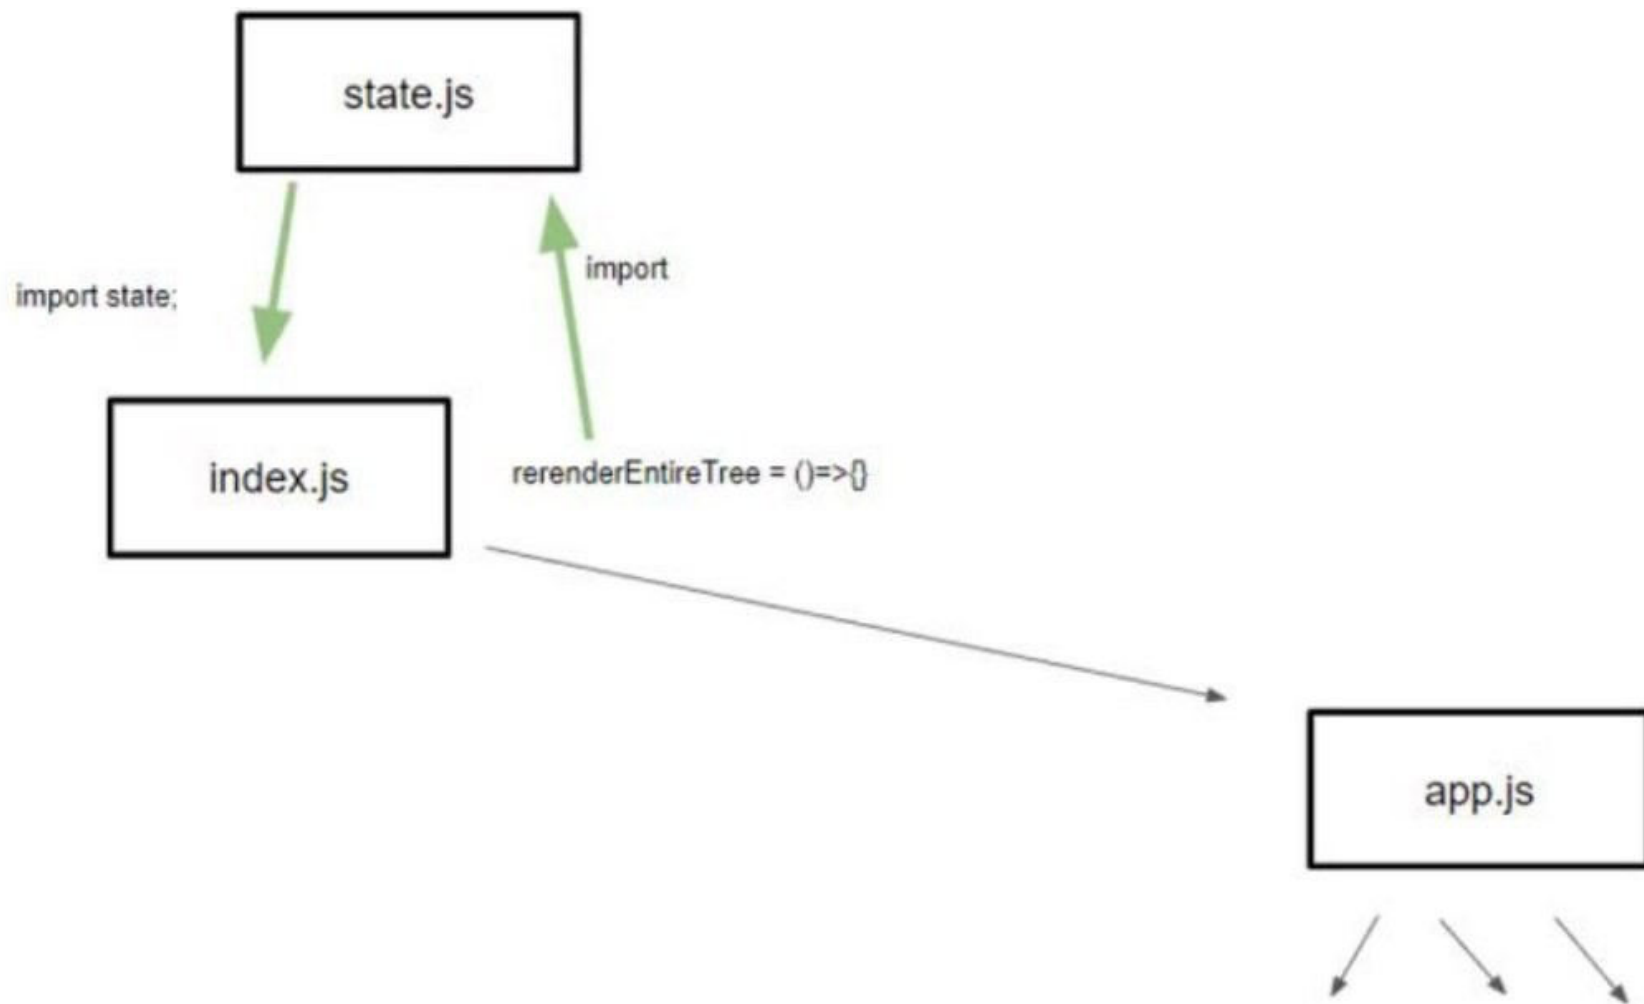 state.js
import state;
import
index.js
rerenderEntireTree = ()=>{}
app.js